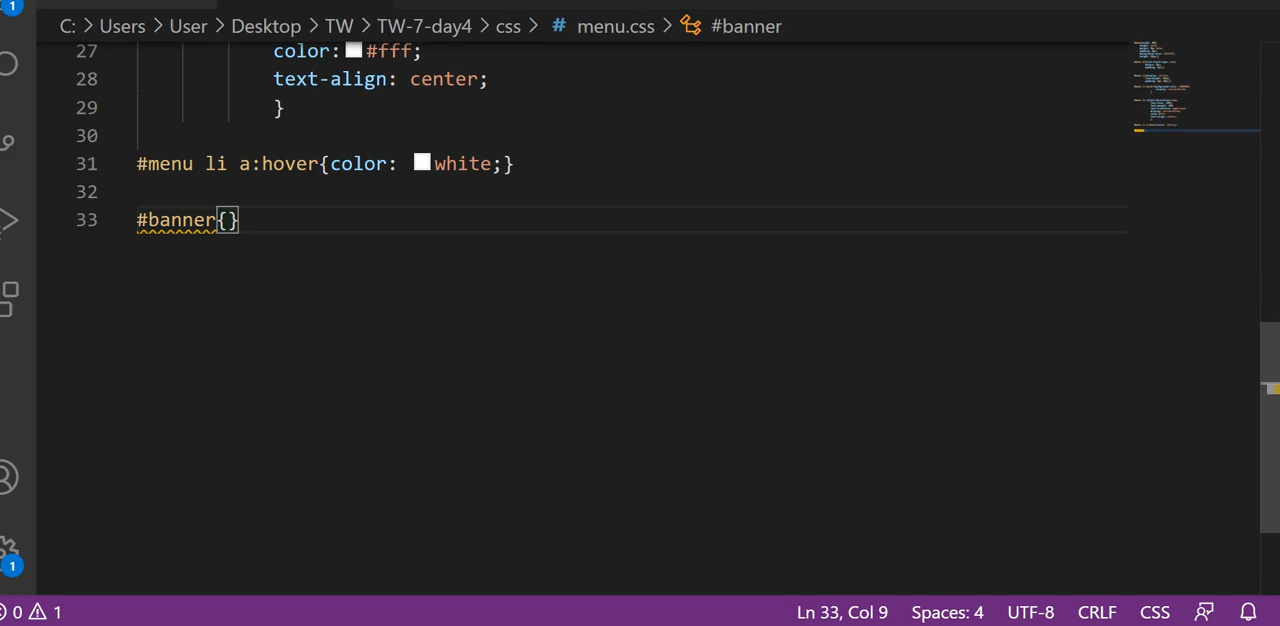 1
C: > Users > User > Desktop > TW > TW-7-day4 > css > # menu.css > #banner
27 color: #fff;
28 text-align: center;
29 }
30
31 #menu li a:hover{color: white;}
32
33 #banner{}
1
0 1 Ln 33, Col 9 Spaces: 4 UTF-8 CRLF CSS